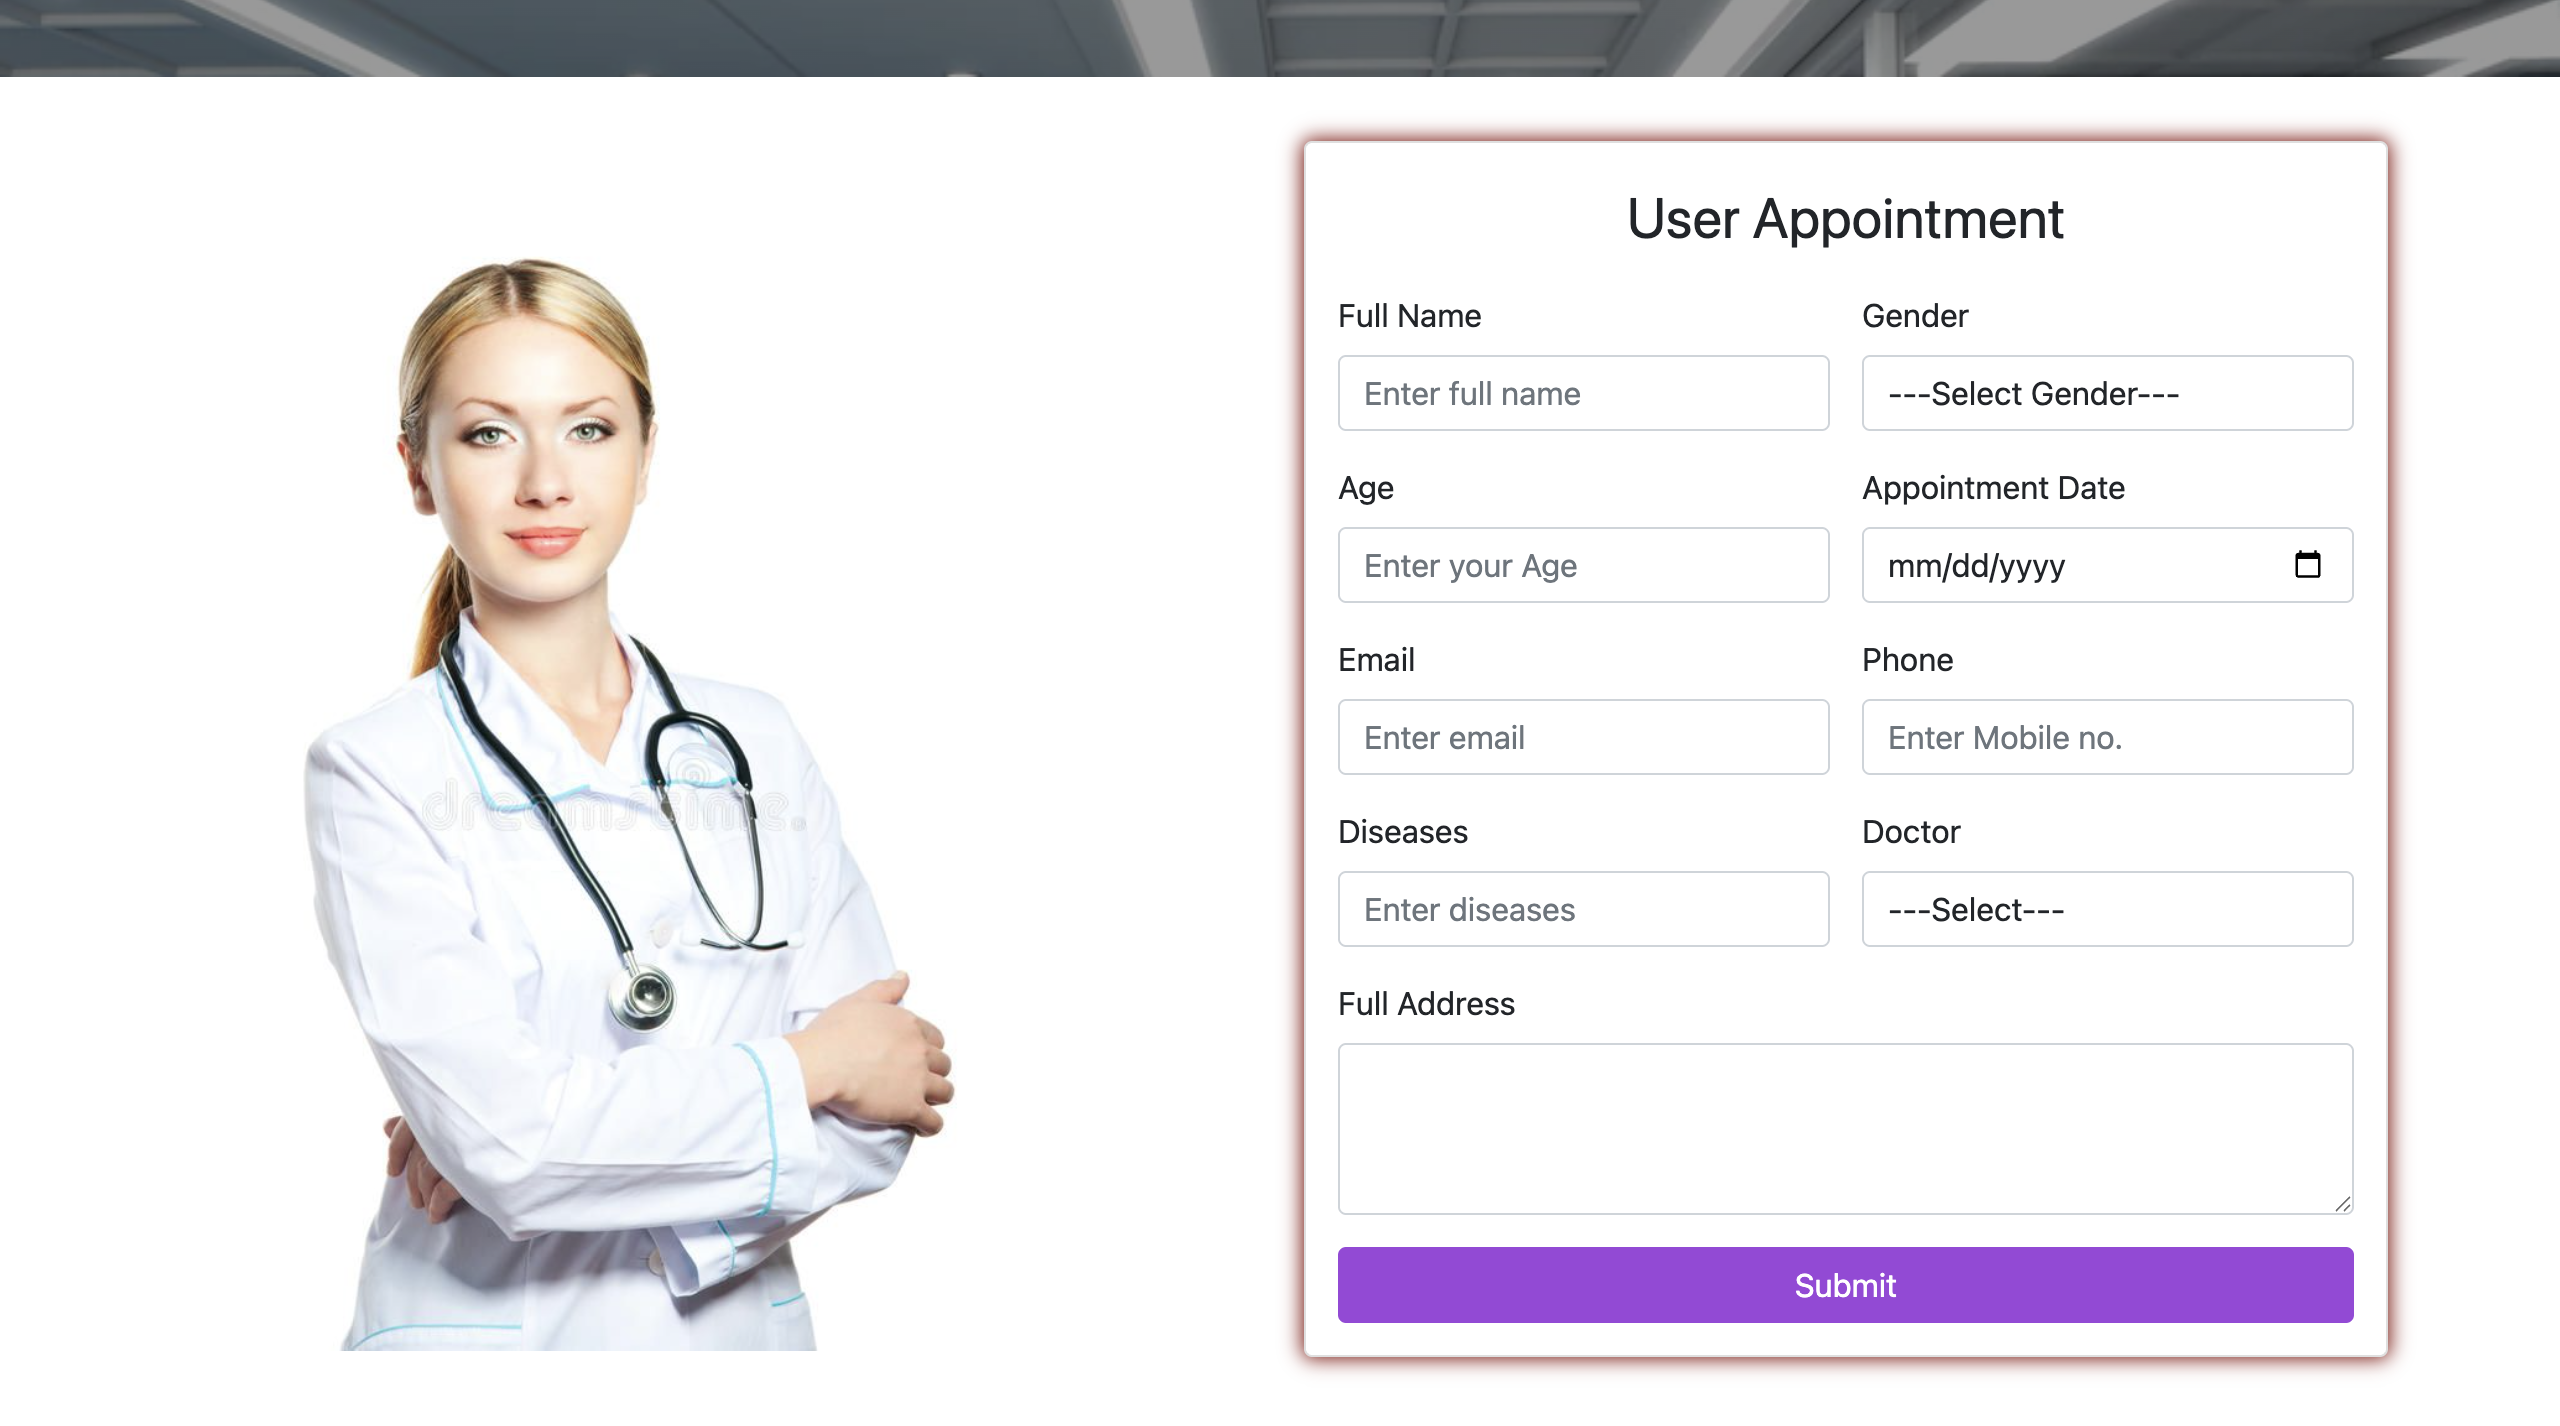 User Appointment
Full Name
Gender
Enter full name
---Select Gender---
Age
Appointment Date
Enter your Age
mm/dd/yyyy
Email
Phone
Enter email
Enter Mobile no.
Diseases
Doctor
Enter diseases
---Select---
Full Address
Submit
dreamstime.